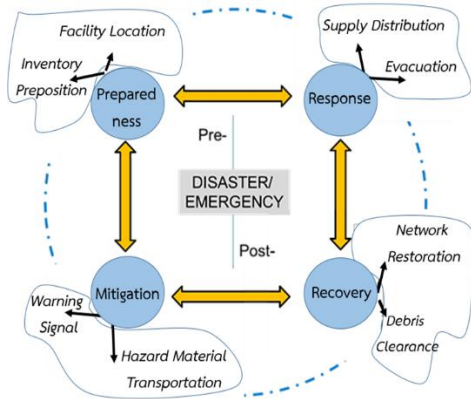 Facility Location
Inventory
Preposition
Prepared
ness
Supply Distribution
Evacuation
Response
Pre-
DISASTER/
EMERGENCY
Post-
Mitigation
Warning
Signal
Hazard Material
Transportation
Recovery
Network
Restoration
Debris
Clearance